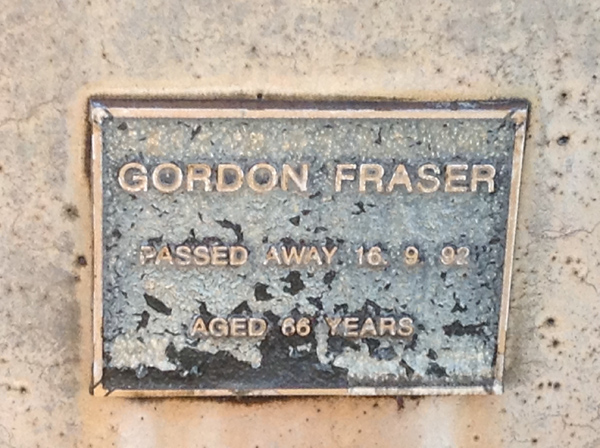 GORDON FRASER
PASSED AWAY 16. 9 92
AGED 66 YEARS